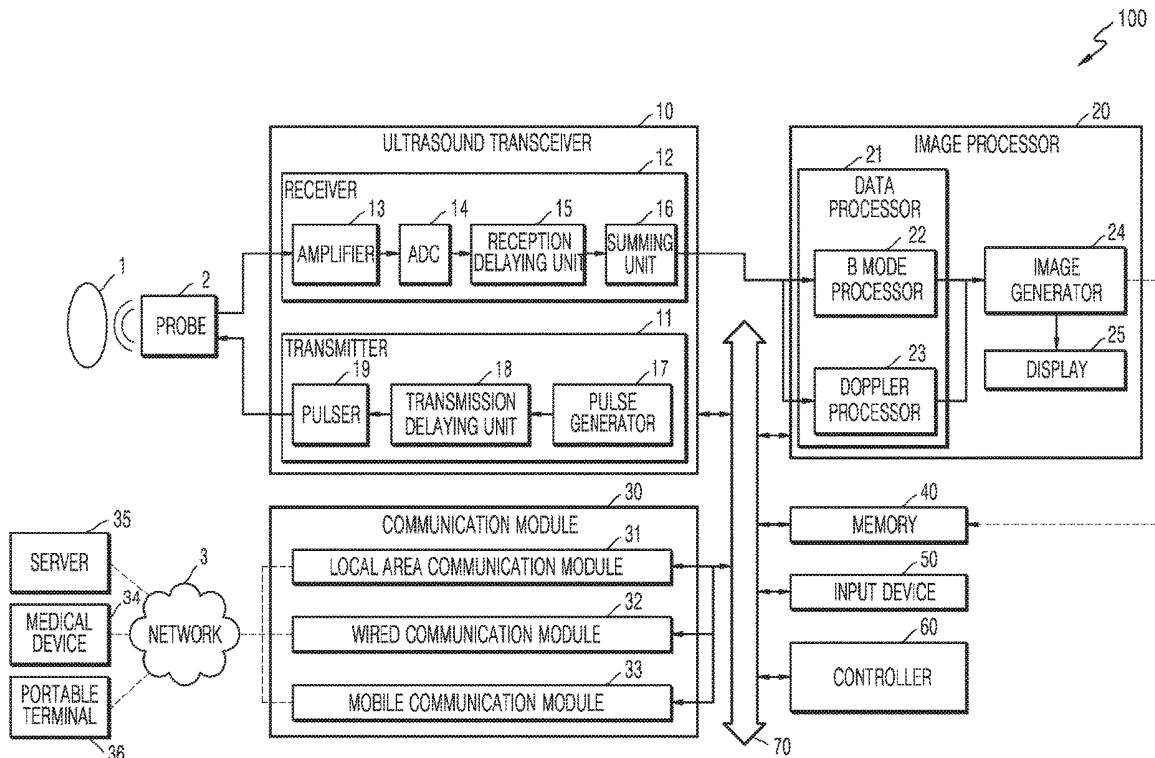 100
10
ULTRASOUND TRANSCEIVER
12
RECEIVER
13
AMPLIFIER
14
ADC
15
RECEPTION
DELAYING UNIT
16
SUMMING
UNIT
1
2
PROBE
11
TRANSMITTER
19
PULSER
18
TRANSMISSION
DELAYING UNIT
17
PULSE
GENERATOR
20
IMAGE PROCESSOR
21
DATA
PROCESSOR
22
B MODE
PROCESSOR
23
DOPPLER
PROCESSOR
24
IMAGE
GENERATOR
25
DISPLAY
30
COMMUNICATION MODULE
31
LOCAL AREA COMMUNICATION MODULE
32
WIRED COMMUNICATION MODULE
33
MOBILE COMMUNICATION MODULE
35
SERVER
34
MEDICAL
DEVICE
PORTABLE
TERMINAL
36
3
NETWORK
40
MEMORY
50
INPUT DEVICE
60
CONTROLLER
70